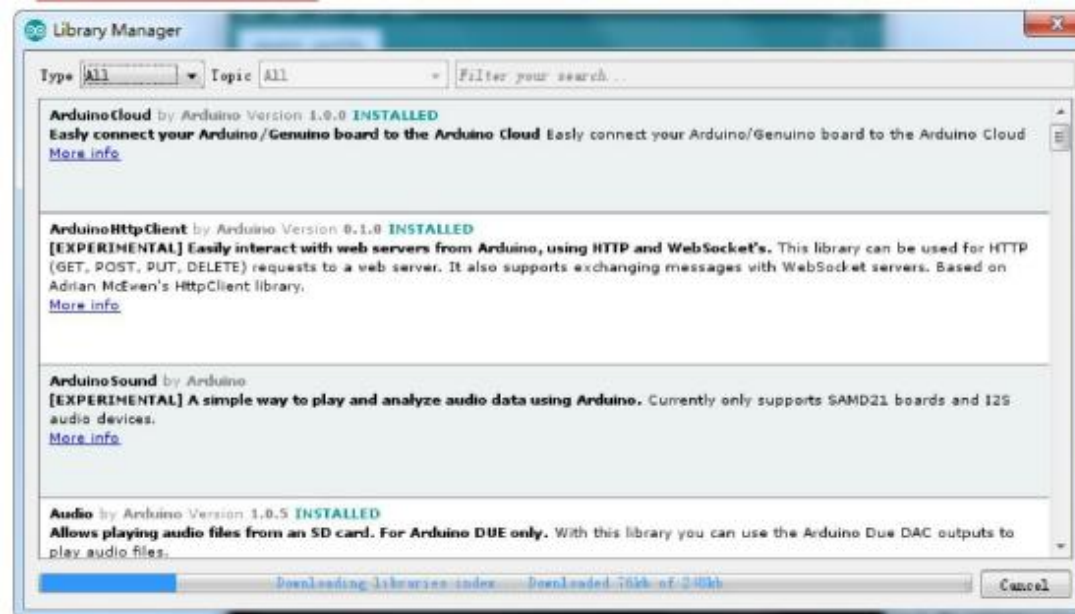 Library Manager
Type All Topic All Filter your search...
ArduinoCloud by Arduino Version 1.0.0 INSTALLED
Easly connect your Arduino/Genuino board to the Arduino Cloud Easly connect your Arduino/Genuino board to the Arduino Cloud
More info
ArduinoHttpClient by Arduino Version 0.1.0 INSTALLED
[EXPERIMENTAL] Easily interact with web servers from Arduino, using HTTP and WebSocket's. This library can be used for HTTP
(GET, POST, PUT, DELETE) requests to a web server. It also supports exchanging messages with WebSocket servers. Based on
Adrian McEwen's HttpClient library.
More info
ArduinoSound by Arduino
[EXPERIMENTAL] A simple way to play and analyze audio data using Arduino. Currently only supports SAMD21 boards and I2S
audio devices.
More info
Audio by Arduino Version 1.0.5 INSTALLED
Allows playing audio files from an SD card. For Arduino DUE only. With this library you can use the Arduino Due DAC outputs to
play audio files.
Downloading libraries index... Downloaded 76kb of 248kb
Cancel